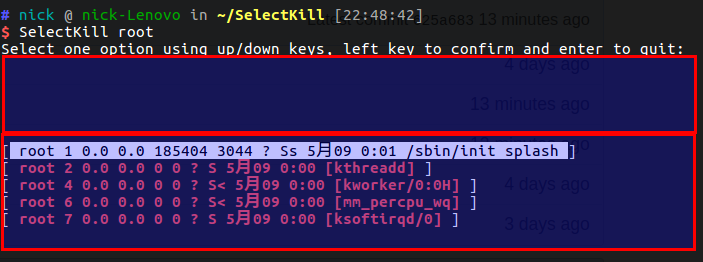 # nick @ nick-Lenovo in ~/SelectKill [22:48:42]
$ SelectKill root
Select one option using up/down keys, left key to confirm and enter to quit:
13 minutes ago
4 days ago
13 minutes ago
[ root 1 0.0 0.0 185404 3044 ? Ss 5月09 0:01 /sbin/init splash ]
[ root 2 0.0 0.0 0 0 ? S 5月09 0:00 [kthreadd] ]
[ root 4 0.0 0.0 0 0 ? S< 5月09 0:00 [kworker/0:0H] ]
4 days ago
[ root 6 0.0 0.0 0 0 ? S< 5月09 0:00 [mm_percpu_wq] ]
[ root 7 0.0 0.0 0 0 ? S 5月09 0:00 [ksoftirqd/0] ]
3 days ago